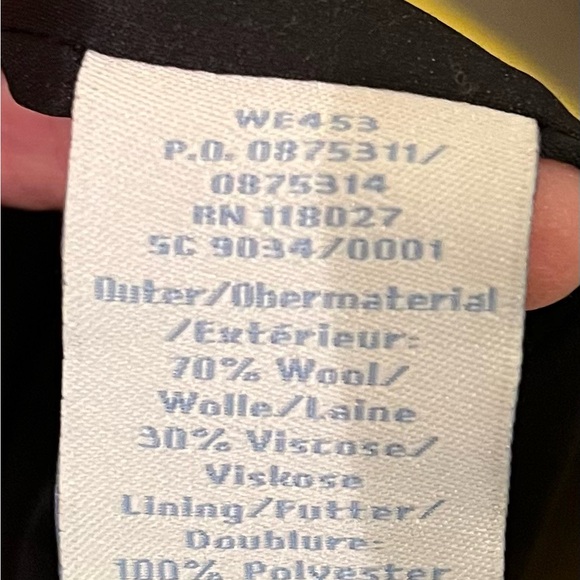 WE453
P.O. 0875311/
0875314
RN 118027
SC 9034/0001
Outer/Obermaterial
/Extérieur:
70% Wool/
Wolle/Laine
30% Viscose/
Viskose
Lining/Futter/
Doublure:
100% Polyester